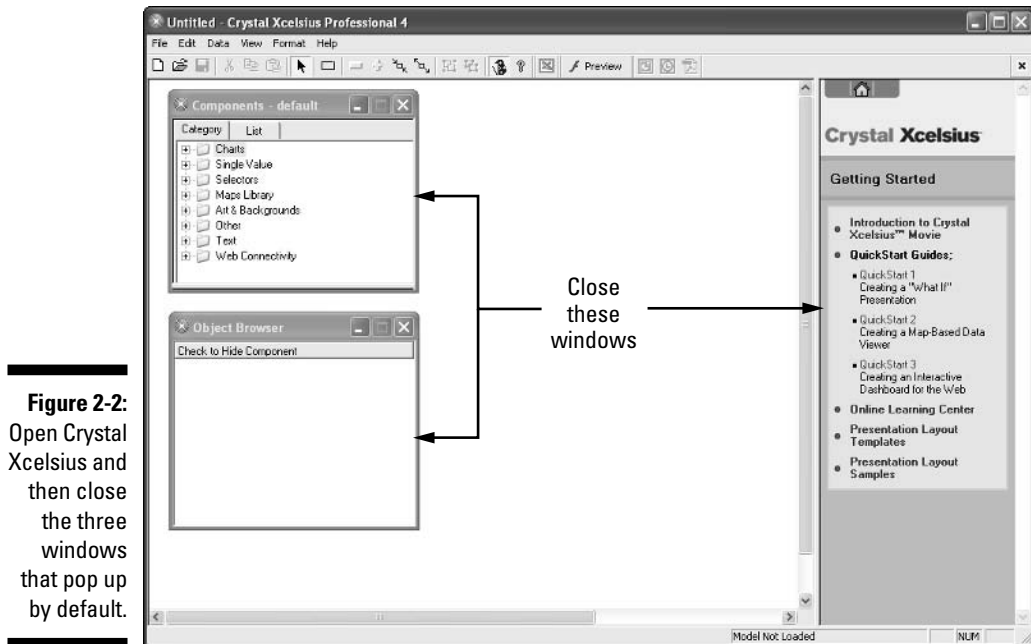 Untitled - Crystal Xcelsius Professional 4
File Edit Data View Format Help
Preview
Components - default
Category List
Charts
Single Value
Selectors
Maps Library
Art & Backgrounds
Other
Text
Web Connectivity
Object Browser
Check to Hide Component
Close
these
windows
Crystal Xcelsius
Getting Started
Introduction to Crystal
Xcelsius™ Movie
QuickStart Guides:
QuickStart 1
Creating a "What If"
Presentation
QuickStart 2
Creating a Map-Based Data
Viewer
QuickStart 3
Creating an Interactive
Dashboard for the Web
Online Learning Center
Presentation Layout
Templates
Presentation Layout
Samples
Model Not Loaded
NUM
Figure 2-2:
Open Crystal
Xcelsius and
then close
the three
windows
that pop up
by default.